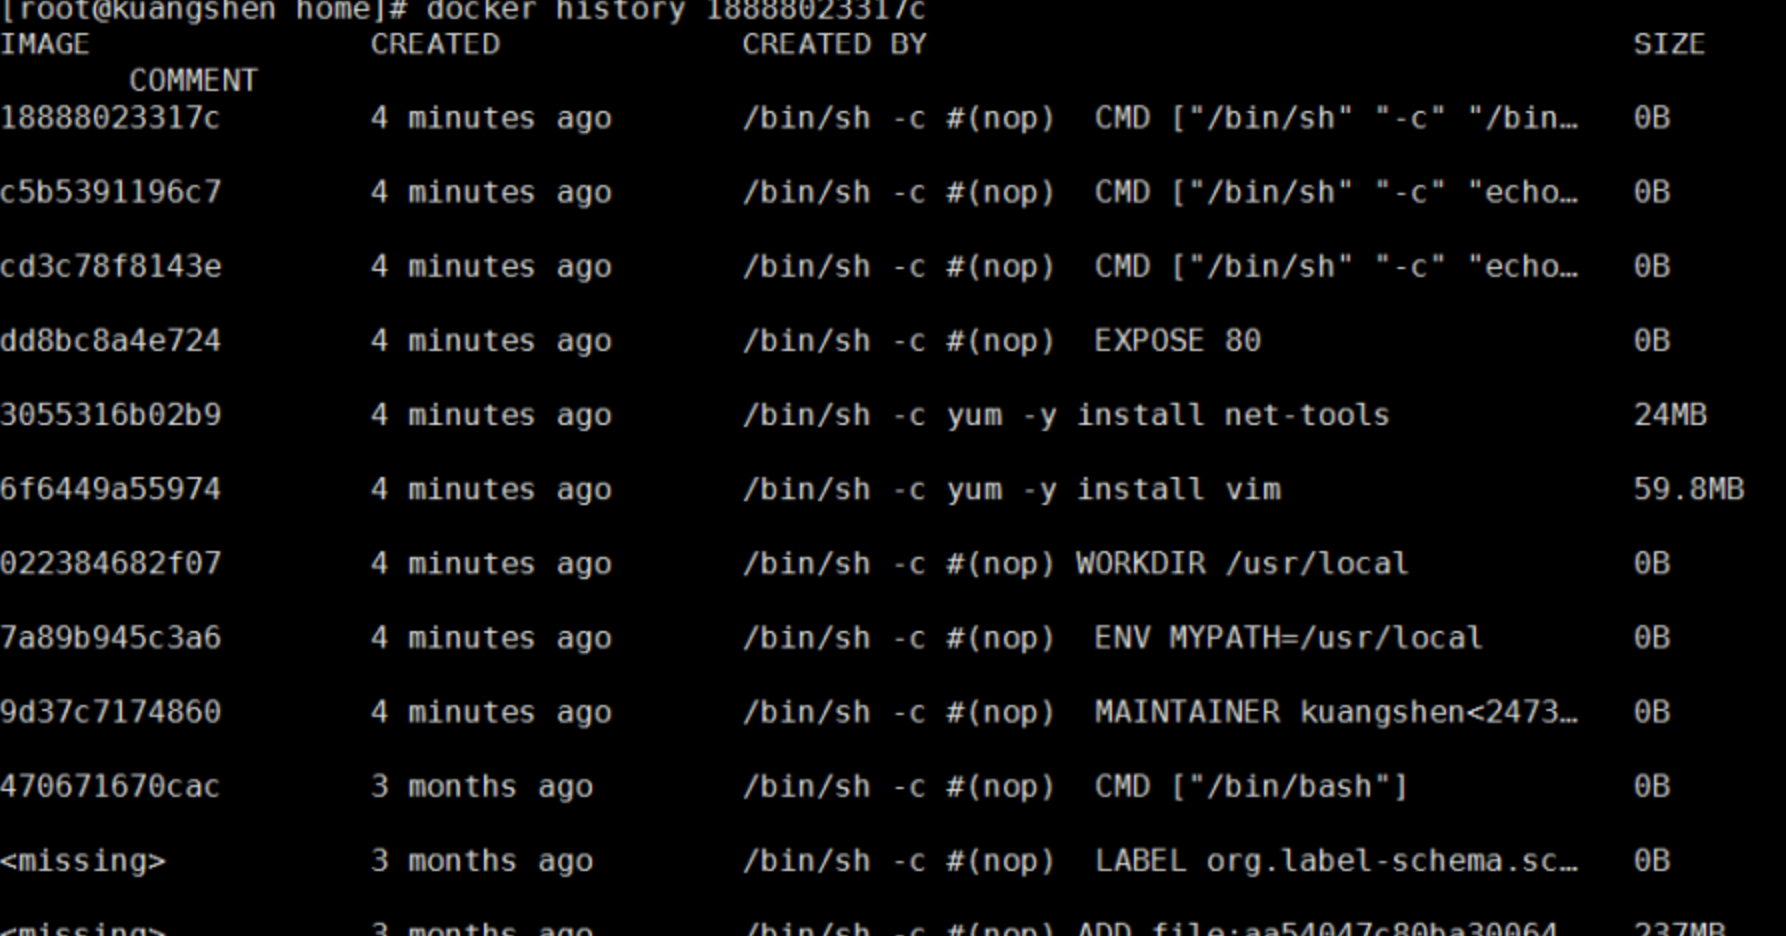 [root@kuangshen home]# docker history 18888023317c
IMAGE CREATED CREATED BY SIZE
COMMENT
18888023317c 4 minutes ago /bin/sh -c #(nop) CMD ["/bin/sh" "-c" "/bin… 0B
c5b5391196c7 4 minutes ago /bin/sh -c #(nop) CMD ["/bin/sh" "-c" "echo… 0B
cd3c78f8143e 4 minutes ago /bin/sh -c #(nop) CMD ["/bin/sh" "-c" "echo… 0B
dd8bc8a4e724 4 minutes ago /bin/sh -c #(nop) EXPOSE 80 0B
3055316b02b9 4 minutes ago /bin/sh -c yum -y install net-tools 24MB
6f6449a55974 4 minutes ago /bin/sh -c yum -y install vim 59.8MB
022384682f07 4 minutes ago /bin/sh -c #(nop) WORKDIR /usr/local 0B
7a89b945c3a6 4 minutes ago /bin/sh -c #(nop) ENV MYPATH=/usr/local 0B
9d37c7174860 4 minutes ago /bin/sh -c #(nop) MAINTAINER kuangshen<2473… 0B
470671670cac 3 months ago /bin/sh -c #(nop) CMD ["/bin/bash"] 0B
<missing> 3 months ago /bin/sh -c #(nop) LABEL org.label-schema.sc… 0B
<missing> 3 months ago /bin/sh -c #(nop) ADD file:aa54047c80ba30064… 237MB